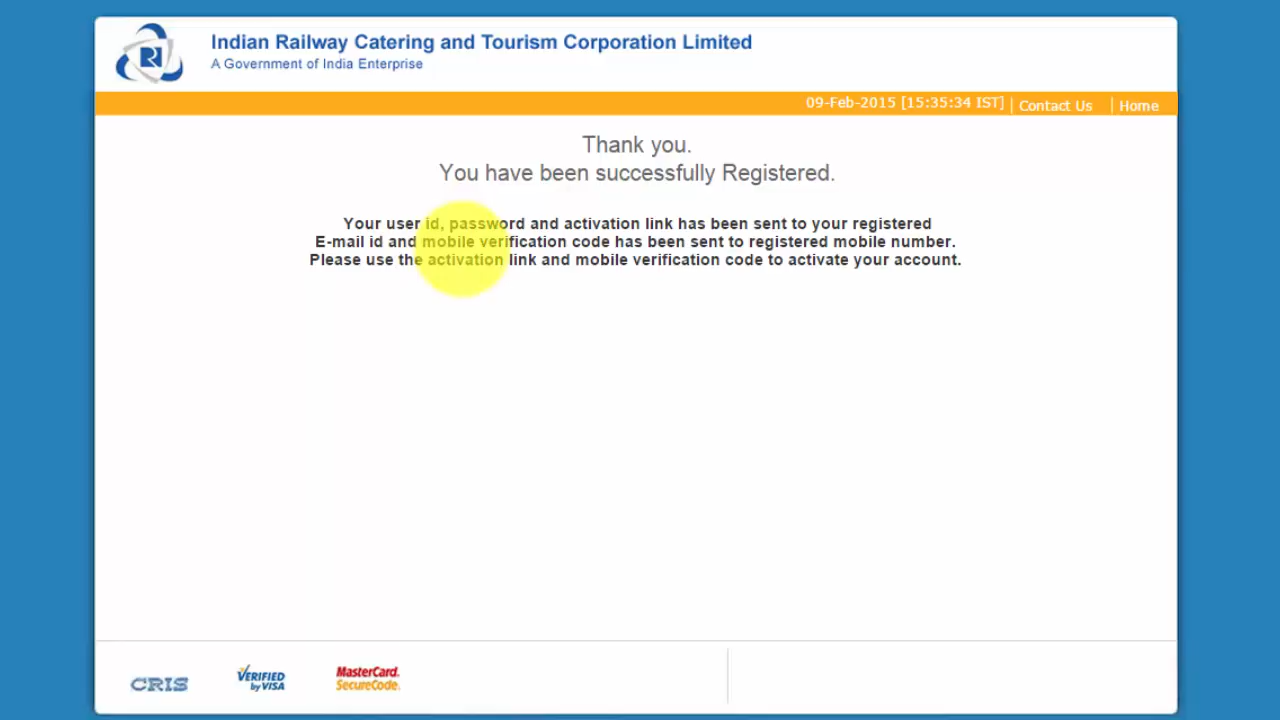 Indian Railway Catering and Tourism Corporation Limited
A Government of India Enterprise
09-Feb-2015 [15:35:34 IST] | Contact Us | Home
Thank you.
You have been successfully Registered.
Your user id, password and activation link has been sent to your registered
E-mail id and mobile verification code has been sent to registered mobile number.
Please use the activation link and mobile verification code to activate your account.
CRIS
VERIFIED
by VISA
MasterCard.
SecureCode.